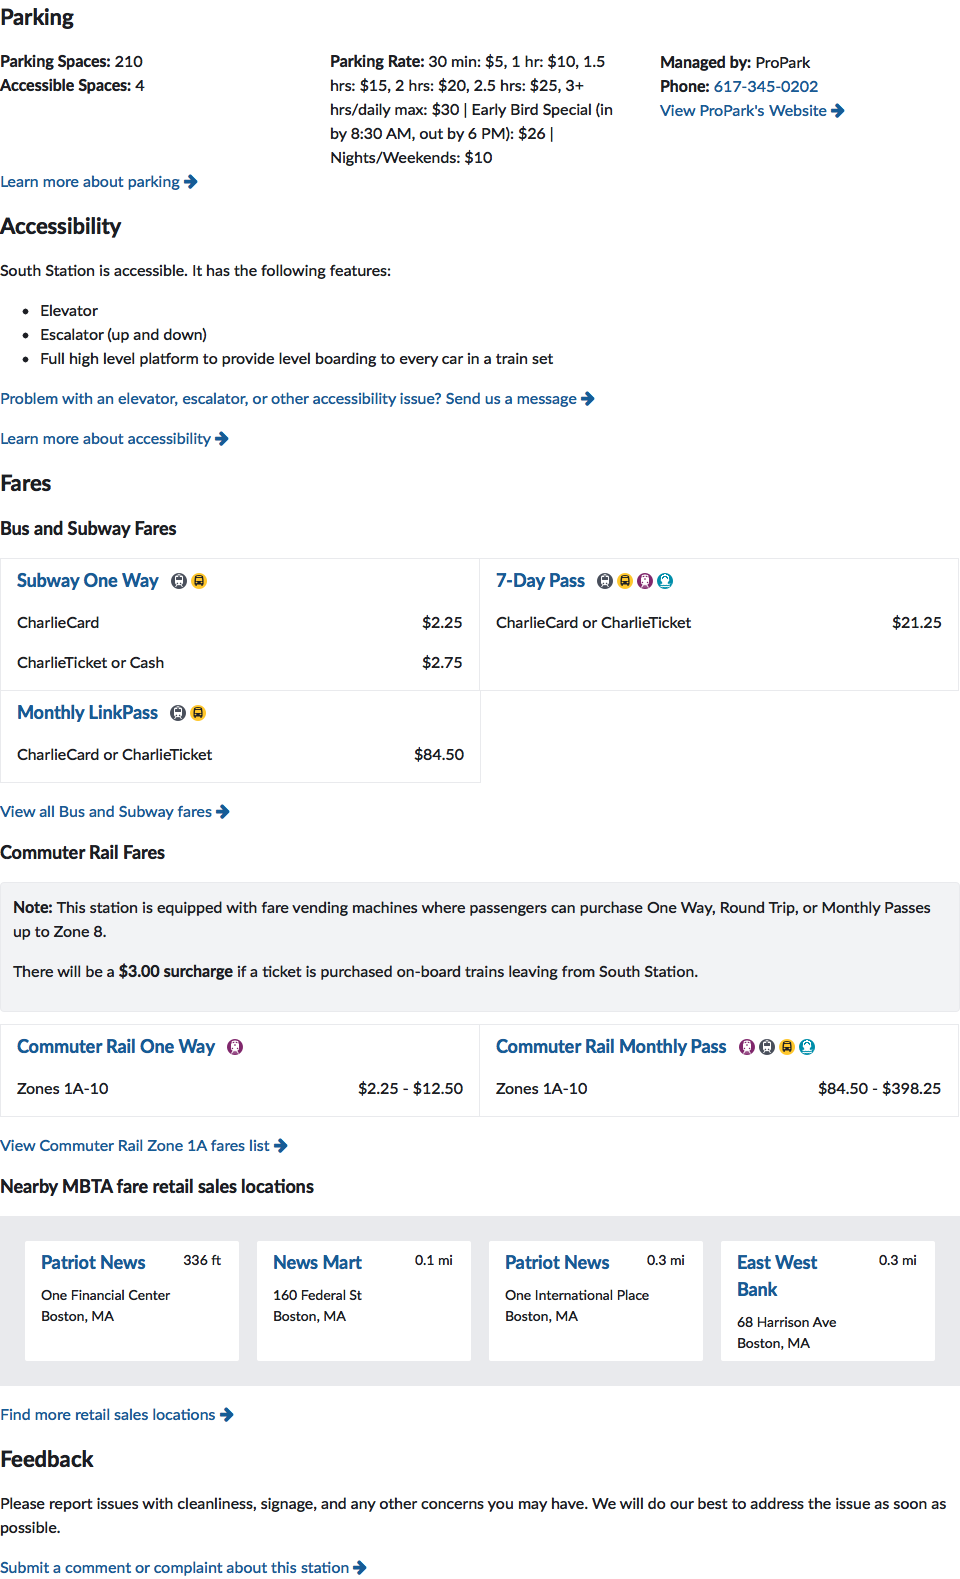 Parking
Parking Spaces: 210
Accessible Spaces: 4
Parking Rate: 30 min: $5, 1 hr: $10, 1.5
hrs: $15, 2 hrs: $20, 2.5 hrs: $25, 3+
hrs/daily max: $30 | Early Bird Special (in
by 8:30 AM, out by 6 PM): $26 |
Nights/Weekends: $10
Managed by: ProPark
Phone: 617-345-0202
View ProPark's Website
Learn more about parking
Accessibility
South Station is accessible. It has the following features:
• Elevator
• Escalator (up and down)
• Full high level platform to provide level boarding to every car in a train set
Problem with an elevator, escalator, or other accessibility issue? Send us a message
Learn more about accessibility
Fares
Bus and Subway Fares
Subway One Way
CharlieCard $2.25
CharlieTicket or Cash $2.75
7-Day Pass
CharlieCard or CharlieTicket $21.25
Monthly LinkPass
CharlieCard or CharlieTicket $84.50
View all Bus and Subway fares
Commuter Rail Fares
Note: This station is equipped with fare vending machines where passengers can purchase One Way, Round Trip, or Monthly Passes
up to Zone 8.
There will be a $3.00 surcharge if a ticket is purchased on-board trains leaving from South Station.
Commuter Rail One Way
Zones 1A-10 $2.25 - $12.50
Commuter Rail Monthly Pass
Zones 1A-10 $84.50 - $398.25
View Commuter Rail Zone 1A fares list
Nearby MBTA fare retail sales locations
Patriot News 336 ft
One Financial Center
Boston, MA
News Mart 0.1 mi
160 Federal St
Boston, MA
Patriot News 0.3 mi
One International Place
Boston, MA
East West 0.3 mi
Bank
68 Harrison Ave
Boston, MA
Find more retail sales locations
Feedback
Please report issues with cleanliness, signage, and any other concerns you may have. We will do our best to address the issue as soon as
possible.
Submit a comment or complaint about this station